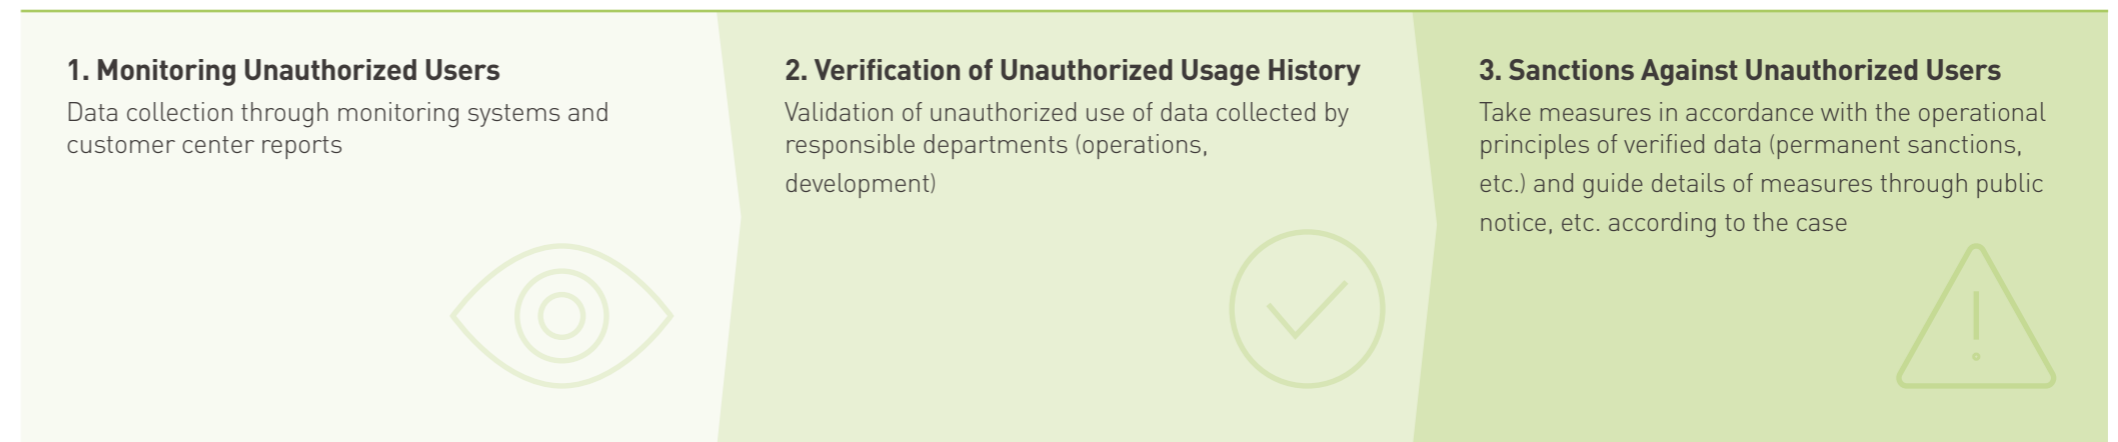 1. Monitoring Unauthorized Users
Data collection through monitoring systems and
customer center reports
2. Verification of Unauthorized Usage History
Validation of unauthorized use of data collected by
responsible departments (operations,
development)
3. Sanctions Against Unauthorized Users
Take measures in accordance with the operational
principles of verified data (permanent sanctions,
etc.) and guide details of measures through public
notice, etc. according to the case